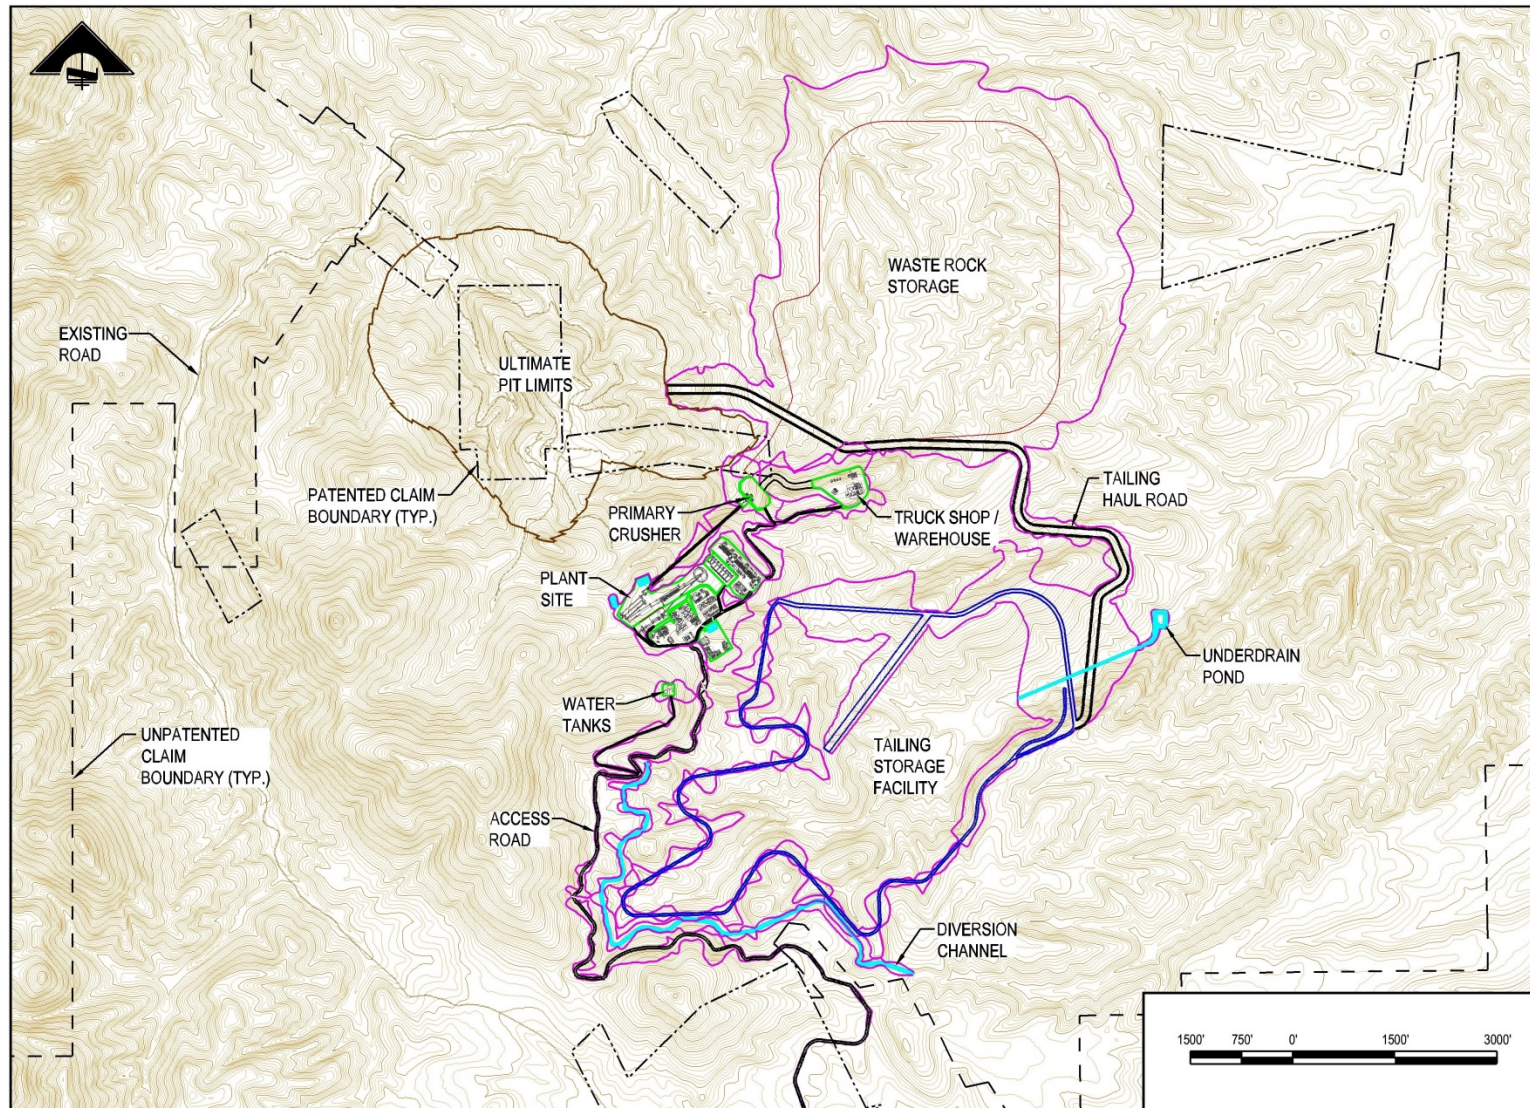 WASTE ROCK
STORAGE
EXISTING
ROAD
ULTIMATE
PIT LIMITS
PATENTED CLAIM
BOUNDARY (TYP.)
PRIMARY
CRUSHER
TRUCK SHOP /
WAREHOUSE
TAILING
HAUL ROAD
PLANT
SITE
UNDERDRAIN
POND
WATER
TANKS
UNPATENTED
CLAIM
BOUNDARY (TYP.)
TAILING
STORAGE
FACILITY
ACCESS
ROAD
DIVERSION
CHANNEL
1500' 750' 0' 1500' 3000'